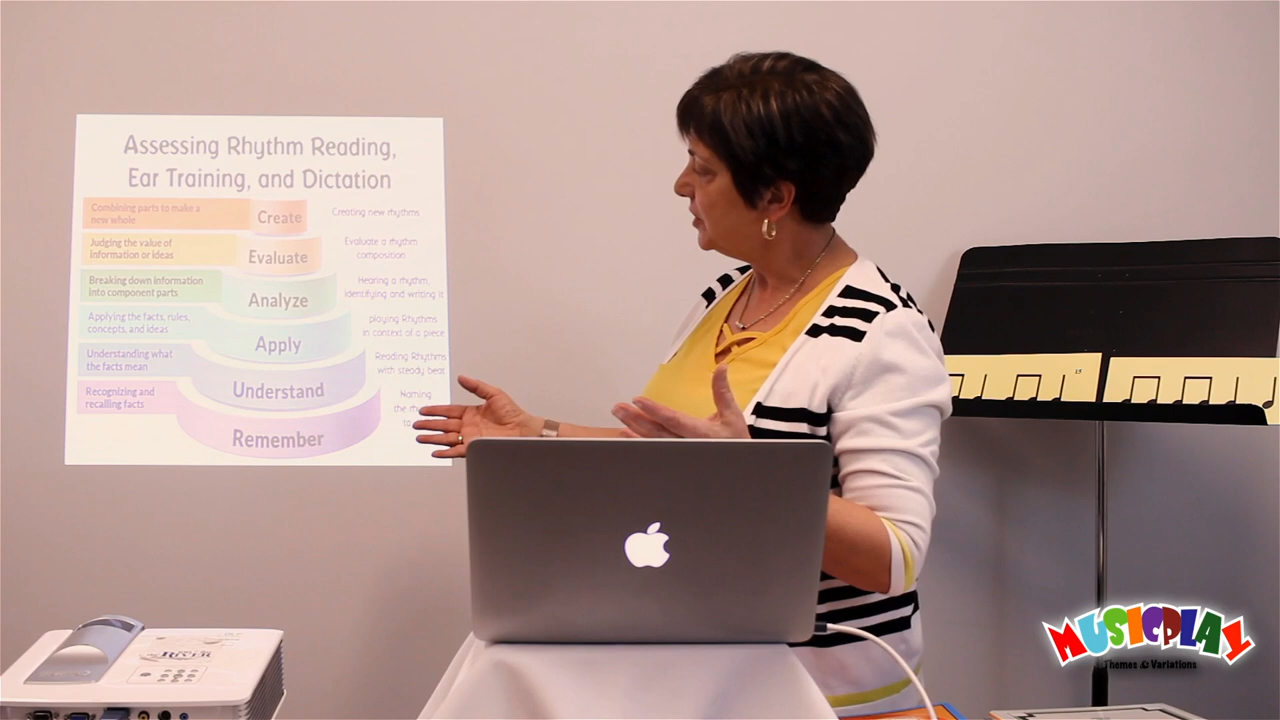 Assessing Rhythm Reading,
Ear Training, and Dictation
Combining parts to make a
new whole
Create
Creating new rhythms
Judging the value of
information or ideas
Evaluate
Evaluate a rhythm
composition
Breaking down information
into component parts
Analyze
Hearing a rhythm,
identifying and writing it
Applying the facts, rules,
concepts, and ideas
Apply
playing Rhythms
in context of a piece
Understanding what
the facts mean
Understand
Reading Rhythms
with steady beat
Recognizing and
recalling facts
Remember
Naming
the
15
RIVER
MUSICPLAY
Themes & Variations